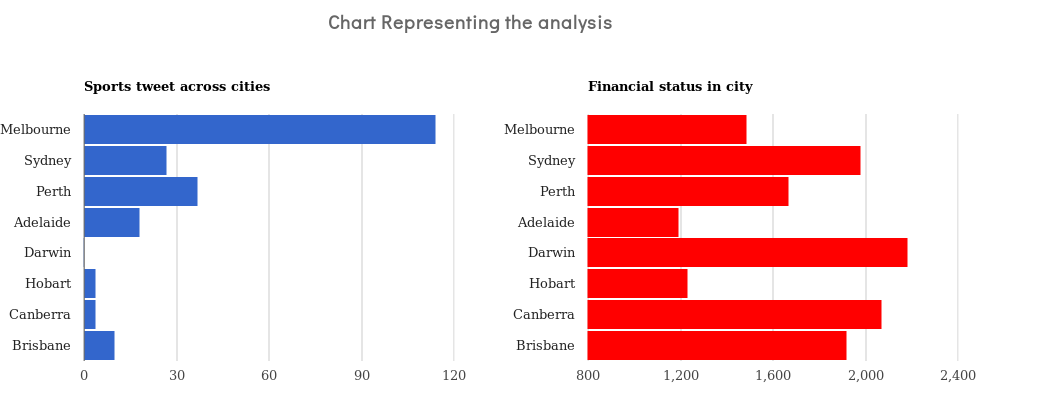 Chart Representing the analysis
Sports tweet across cities
Melbourne
Sydney
Perth
Adelaide
Darwin
Hobart
Canberra
Brisbane
0 30 60 90 120
Financial status in city
Melbourne
Sydney
Perth
Adelaide
Darwin
Hobart
Canberra
Brisbane
800 1,200 1,600 2,000 2,400